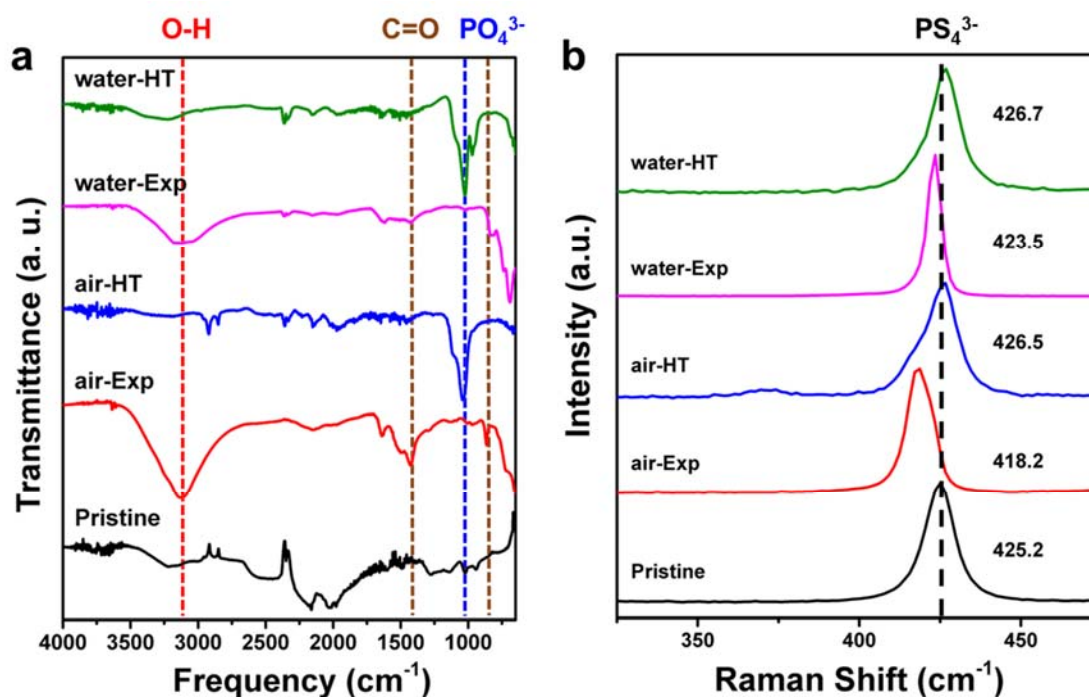 O-H C=O PO₄³⁻
a
water-HT
water-Exp
air-HT
air-Exp
Pristine
Transmittance (a. u.)
4000 3500 3000 2500 2000 1500 1000
Frequency (cm⁻¹)
PS₄³⁻
b
426.7
water-HT
423.5
water-Exp
426.5
air-HT
418.2
air-Exp
425.2
Pristine
Intensity (a.u.)
350 400 450
Raman Shift (cm⁻¹)